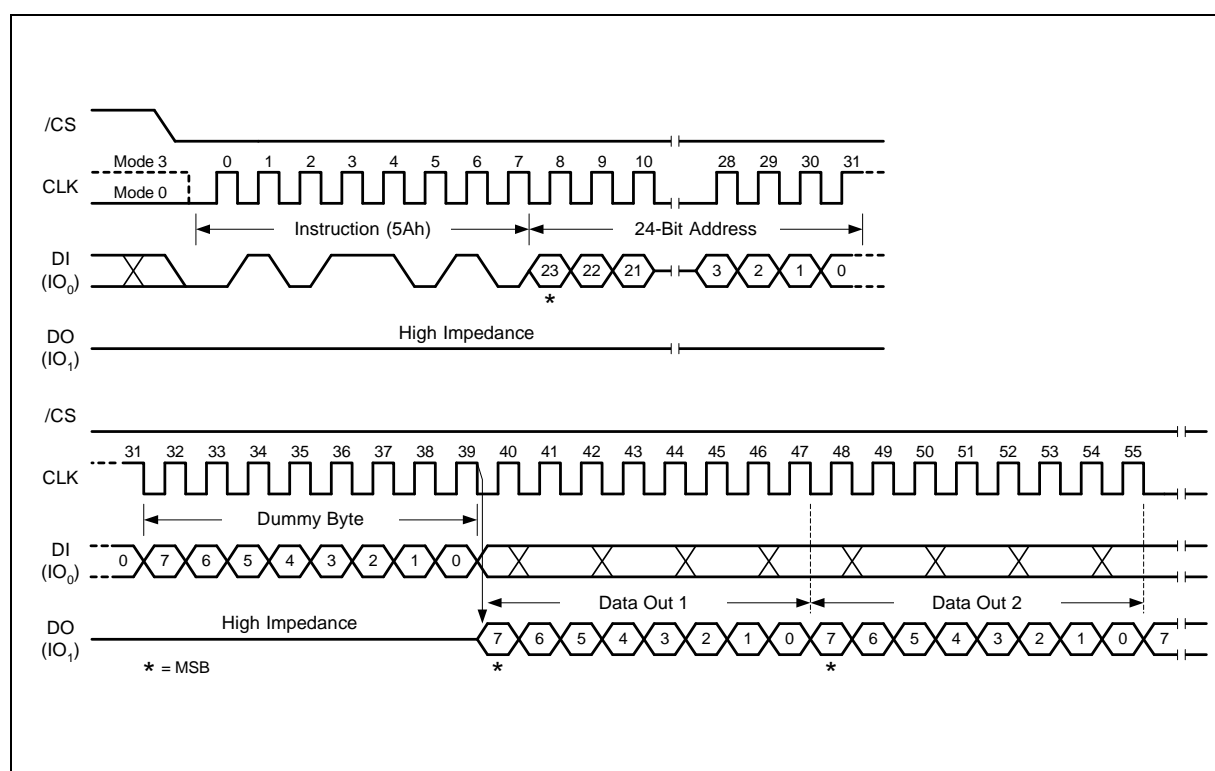 /CS
Mode 3 0 1 2 3 4 5 6 7 8 9 10 28 29 30 31
CLK
Mode 0
Instruction (5Ah) 24-Bit Address
DI
(IO0)
23 22 21 3 2 1 0
*
High Impedance
DO
(IO1)
/CS
31 32 33 34 35 36 37 38 39 40 41 42 43 44 45 46 47 48 49 50 51 52 53 54 55
CLK
Dummy Byte
DI
(IO0)
0 7 6 5 4 3 2 1 0
Data Out 1 Data Out 2
High Impedance
DO
(IO1)
7 6 5 4 3 2 1 0 7 6 5 4 3 2 1 0 7
* = MSB * *